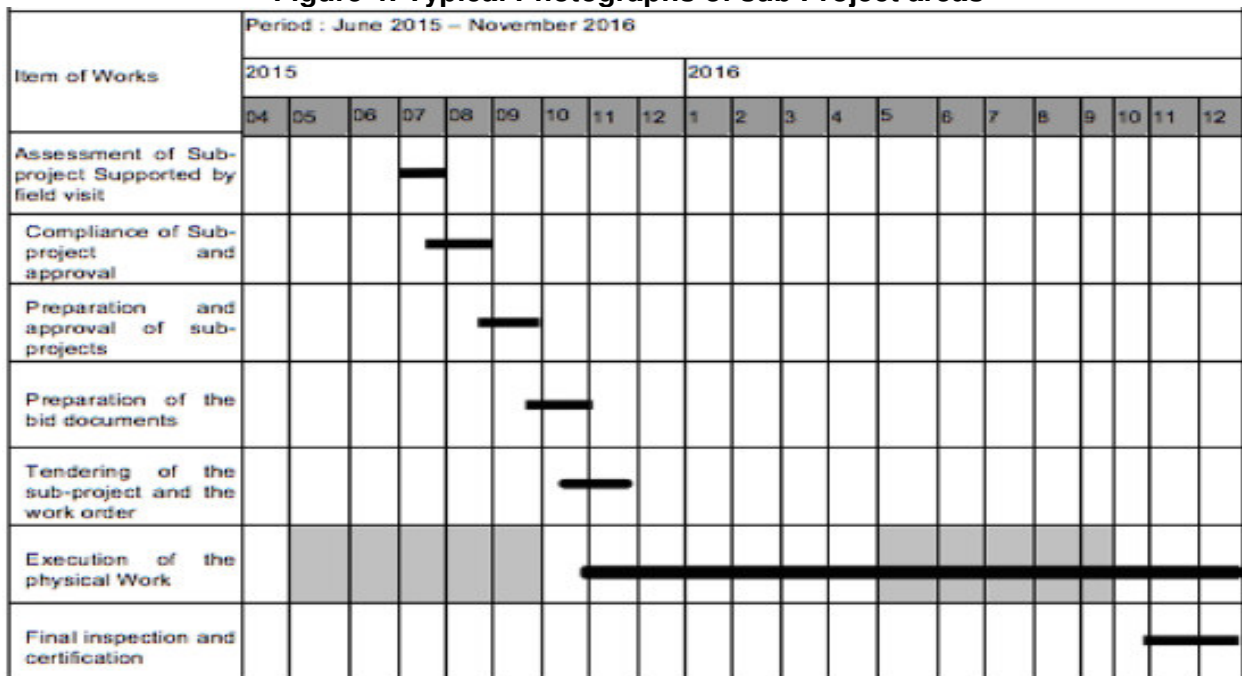 Figure 4: Typical Photographs of sub-Project areas
Period : June 2015 – November 2016
Item of Works
2015 2016
04 05 06 07 08 09 10 11 12 1 2 3 4 5 6 7 8 9 10 11 12
Assessment of Sub-
project Supported by
field visit
Compliance of Sub-
project and
approval
Preparation and
approval of sub-
projects
Preparation of the
bid documents
Tendering of the
sub-project and the
work order
Execution of the
physical Work
Final inspection and
certification